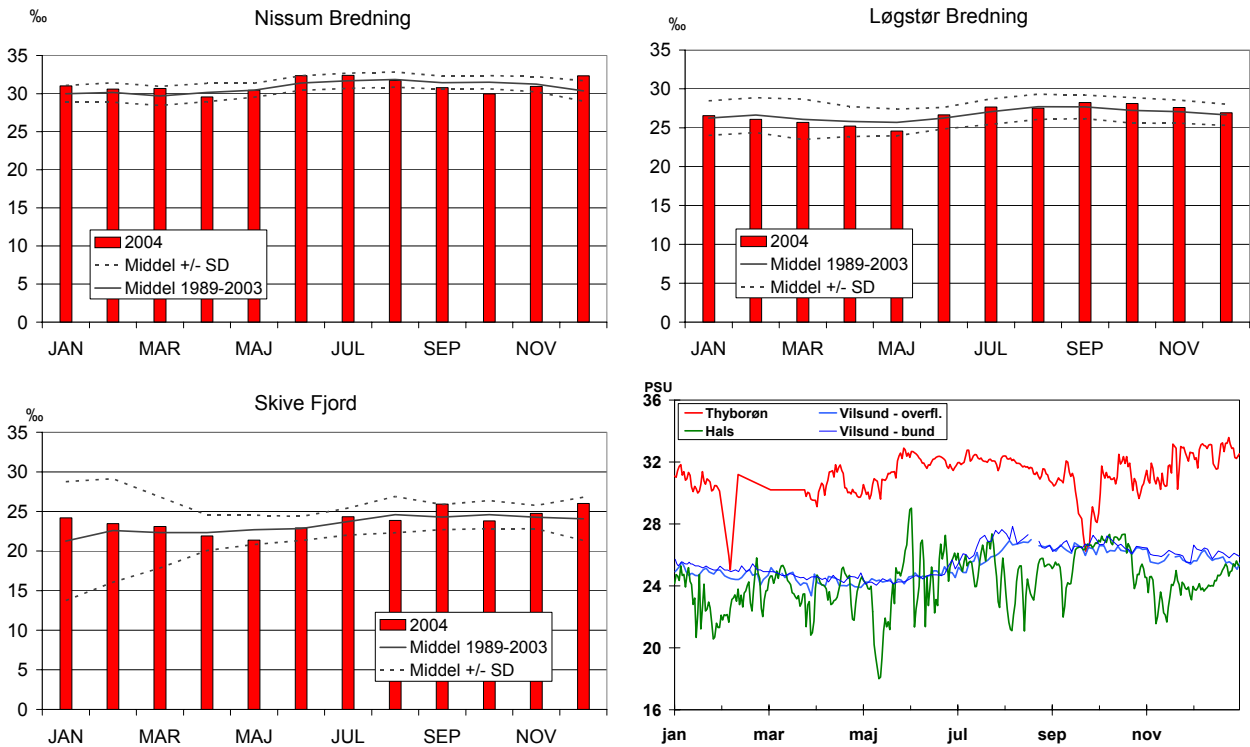 Nissum Bredning
‰
35
30
25
20
15
10
5
0
2004
Middel +/- SD
Middel 1989-2003
JAN MAR MAJ JUL SEP NOV
Løgstør Bredning
‰
35
30
25
20
15
10
5
0
2004
Middel 1989-2003
Middel +/- SD
JAN MAR MAJ JUL SEP NOV
Skive Fjord
‰
35
30
25
20
15
10
5
0
2004
Middel 1989-2003
Middel +/- SD
JAN MAR MAJ JUL SEP NOV
PSU
36
32
28
24
20
16
Thyborøn Vilsund - overfl.
Hals Vilsund - bund
jan mar maj jul sep nov